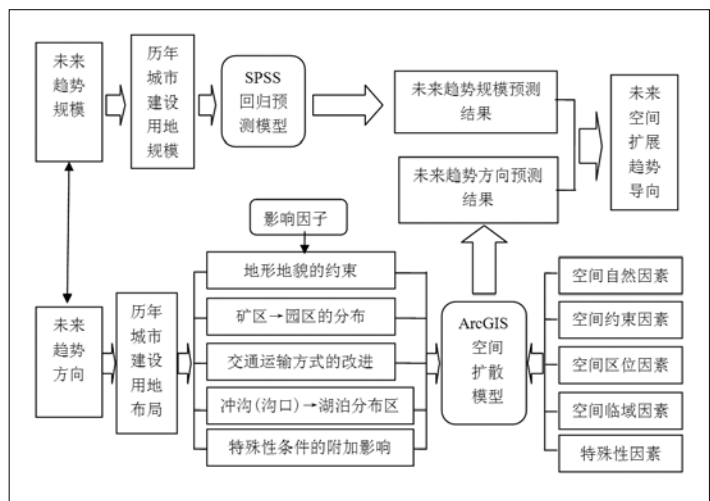 未来
趋势
规模
历年
城市
建设
用地
规模
SPSS
回归预
测模型
未来趋势规模预测
结果
未来趋势方向预测
结果
未来
空间
扩展
趋势
导向
影响因子
未来
趋势
方向
历年
城市
建设
用地
布局
地形地貌的约束
矿区→园区的分布
交通运输方式的改进
冲沟(沟口)→湖泊分布区
特殊性条件的附加影响
ArcGIS
空间
扩散
模型
空间自然因素
空间约束因素
空间区位因素
空间临域因素
特殊性因素